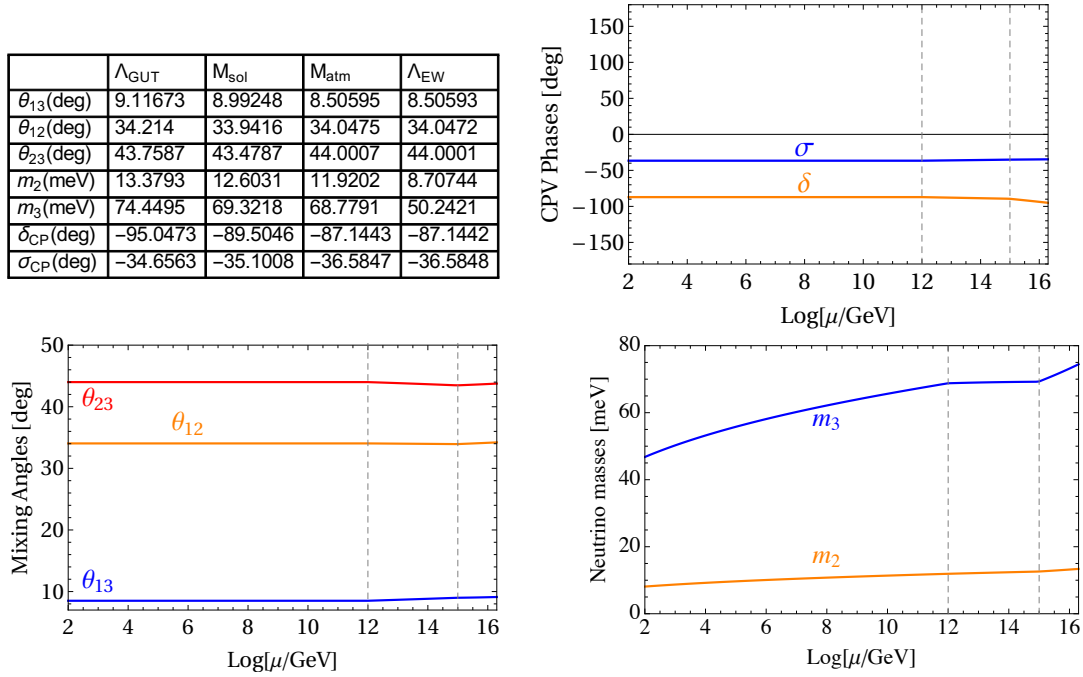 Λ_GUT M_sol M_atm Λ_EW
θ₁₃(deg) 9.11673 8.99248 8.50595 8.50593
θ₁₂(deg) 34.214 33.9416 34.0475 34.0472
θ₂₃(deg) 43.7587 43.4787 44.0007 44.0001
m₂(meV) 13.3793 12.6031 11.9202 8.70744
m₃(meV) 74.4495 69.3218 68.7791 50.2421
δ_CP(deg) −95.0473 −89.5046 −87.1443 −87.1442
σ_CP(deg) −34.6563 −35.1008 −36.5847 −36.5848
CPV Phases [deg]
150
100
50
0
−50
−100
−150
σ
δ
2 4 6 8 10 12 14 16
Log[μ/GeV]
Mixing Angles [deg]
50
40
30
20
10
θ₂₃
θ₁₂
θ₁₃
2 4 6 8 10 12 14 16
Log[μ/GeV]
Neutrino masses [meV]
80
60
40
20
0
m₃
m₂
2 4 6 8 10 12 14 16
Log[μ/GeV]